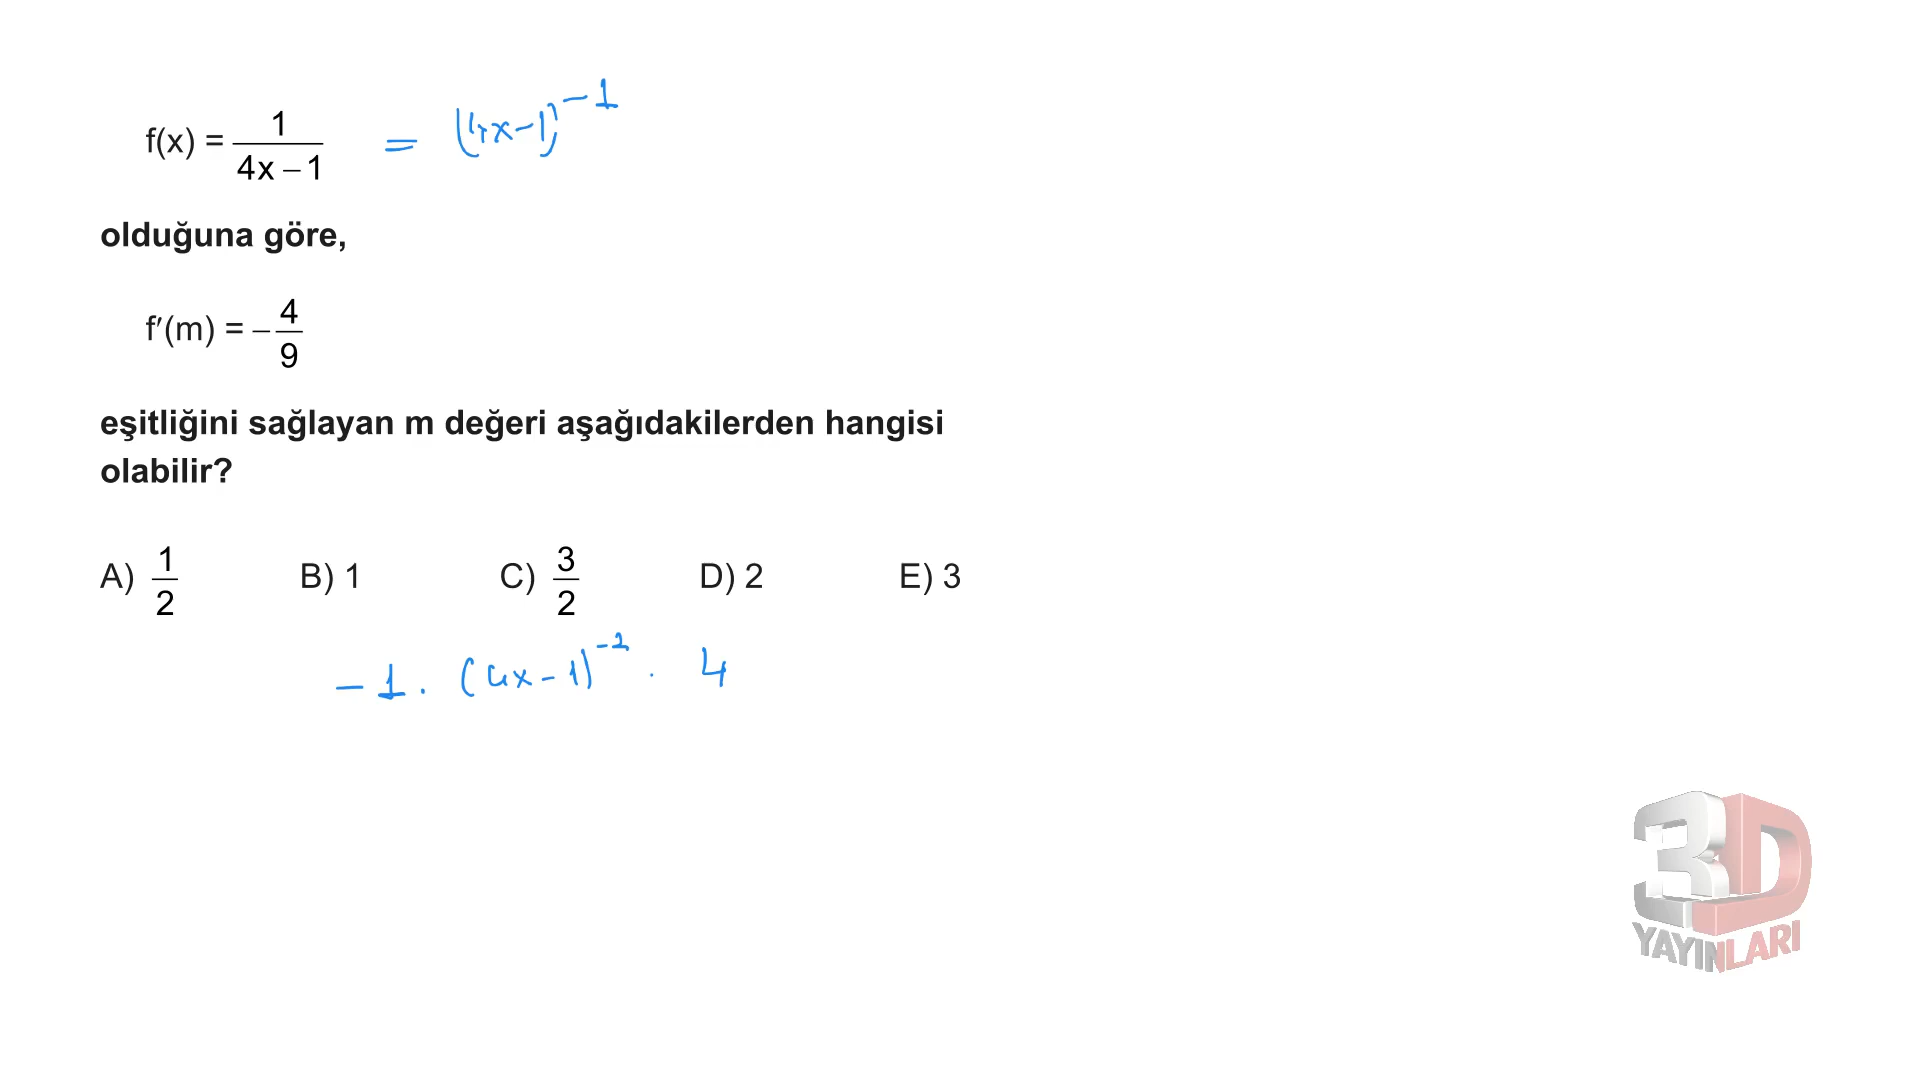 f(x) = 1/(4x − 1) = (4x−1)^−1
olduğuna göre,
f′(m) = − 4/9
eşitliğini sağlayan m değeri aşağıdakilerden hangisi
olabilir?
A) 1/2 B) 1 C) 3/2 D) 2 E) 3
−1 · (4x−1)^−2 · 4
3D
YAYINLARI